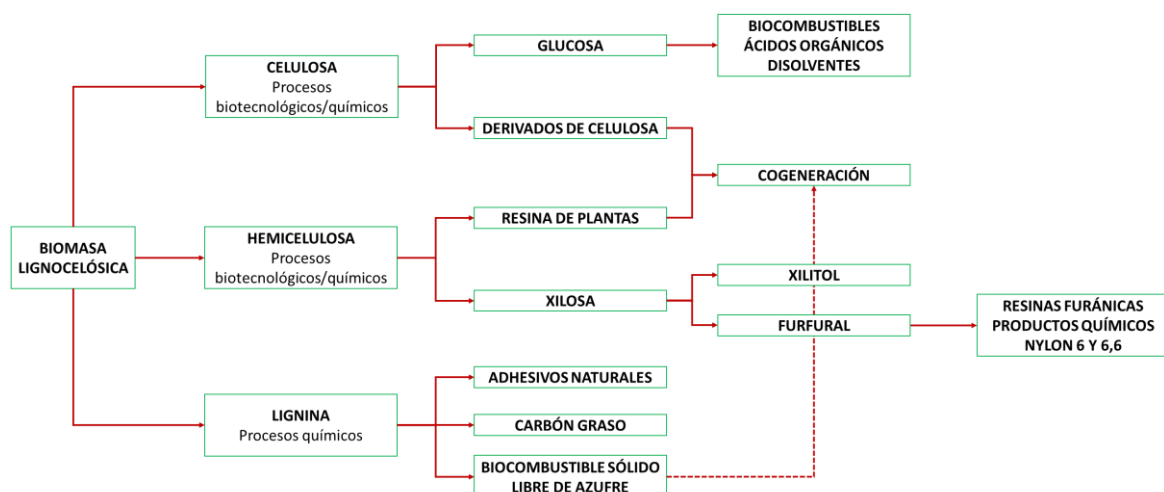 BIOMASA
LIGNOCELÓSICA
CELULOSA
Procesos
biotecnológicos/químicos
HEMICELULOSA
Procesos
biotecnológicos/químicos
LIGNINA
Procesos químicos
GLUCOSA
DERIVADOS DE CELULOSA
RESINA DE PLANTAS
XILOSA
ADHESIVOS NATURALES
CARBÓN GRASO
BIOCOMBUSTIBLE SÓLIDO
LIBRE DE AZUFRE
BIOCOMBUSTIBLES
ÁCIDOS ORGÁNICOS
DISOLVENTES
COGENERACIÓN
XILITOL
FURFURAL
RESINAS FURÁNICAS
PRODUCTOS QUÍMICOS
NYLON 6 Y 6,6